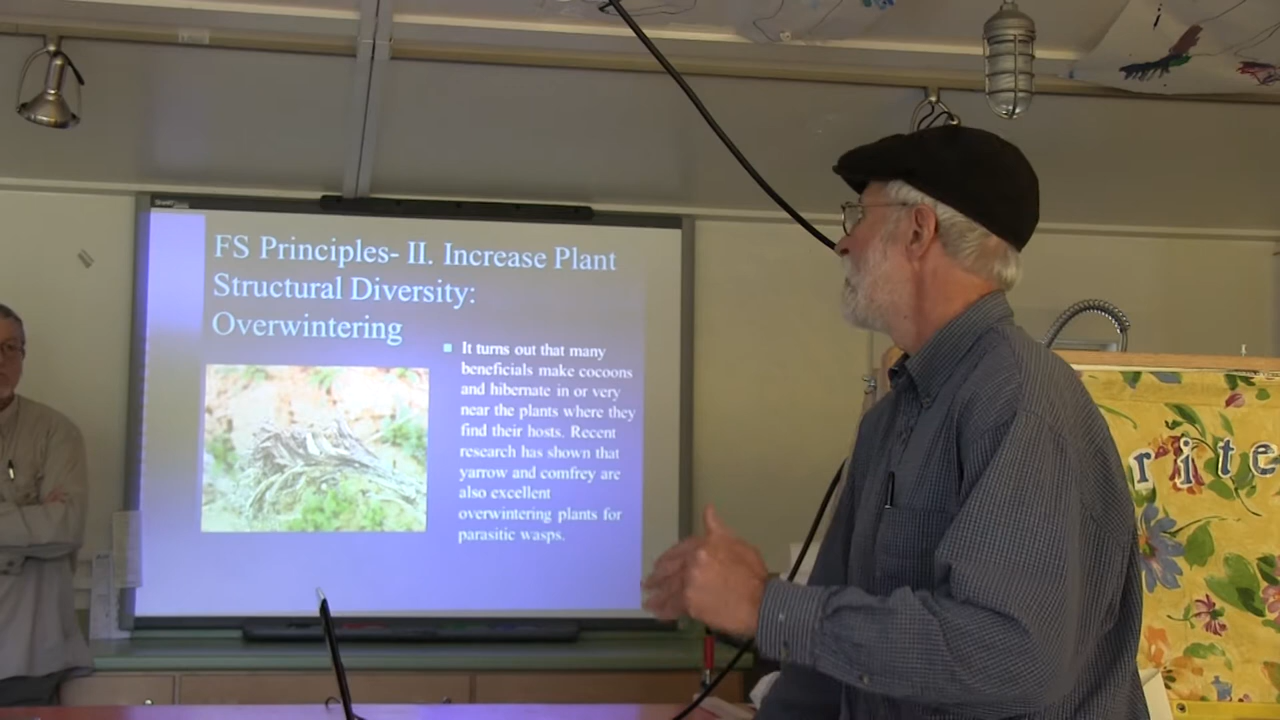 FS Principles- II. Increase Plant
Structural Diversity:
Overwintering
It turns out that many
beneficials make cocoons
and hibernate in or very
near the plants where they
find their hosts. Recent
research has shown that
yarrow and comfrey are
also excellent
overwintering plants for
parasitic wasps.
rite